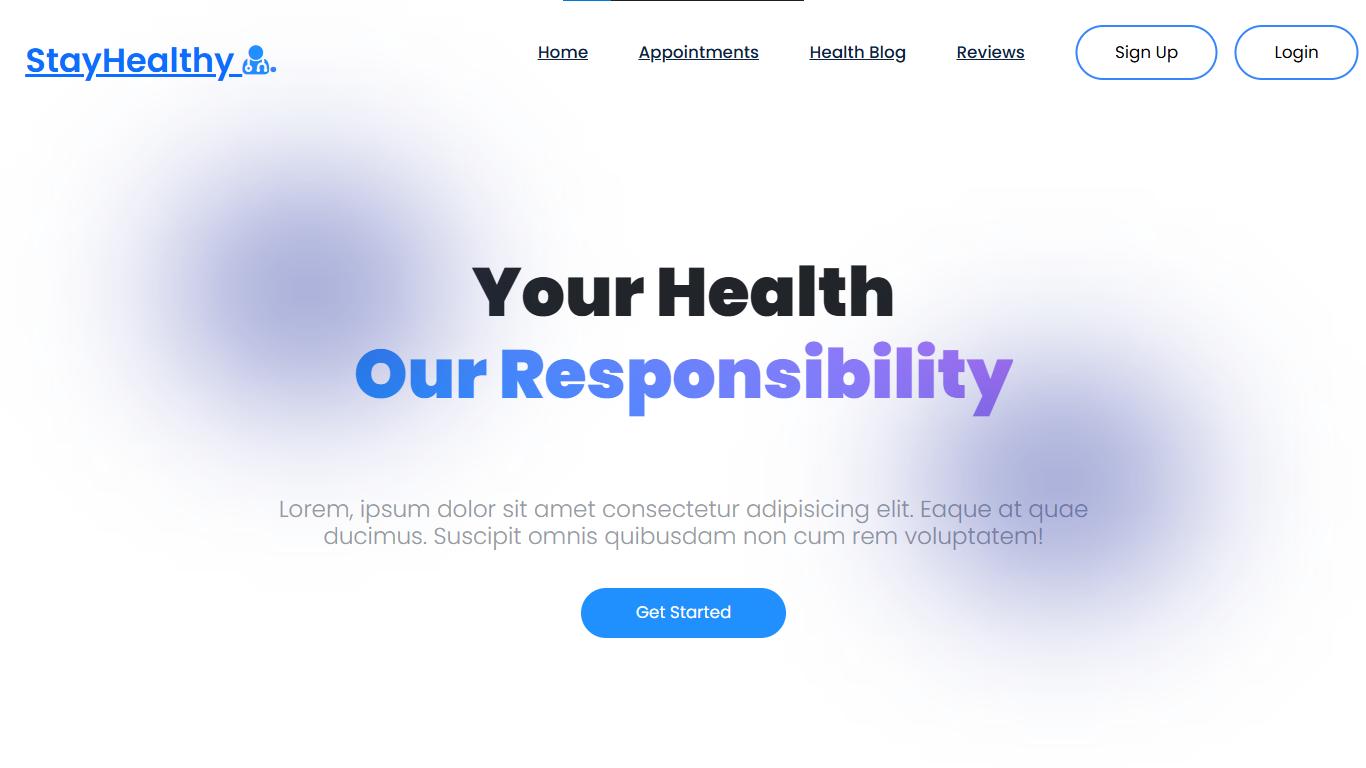 StayHealthy .
Home Appointments Health Blog Reviews Sign Up Login
Your Health
Our Responsibility
Lorem, ipsum dolor sit amet consectetur adipisicing elit. Eaque at quae
ducimus. Suscipit omnis quibusdam non cum rem voluptatem!
Get Started